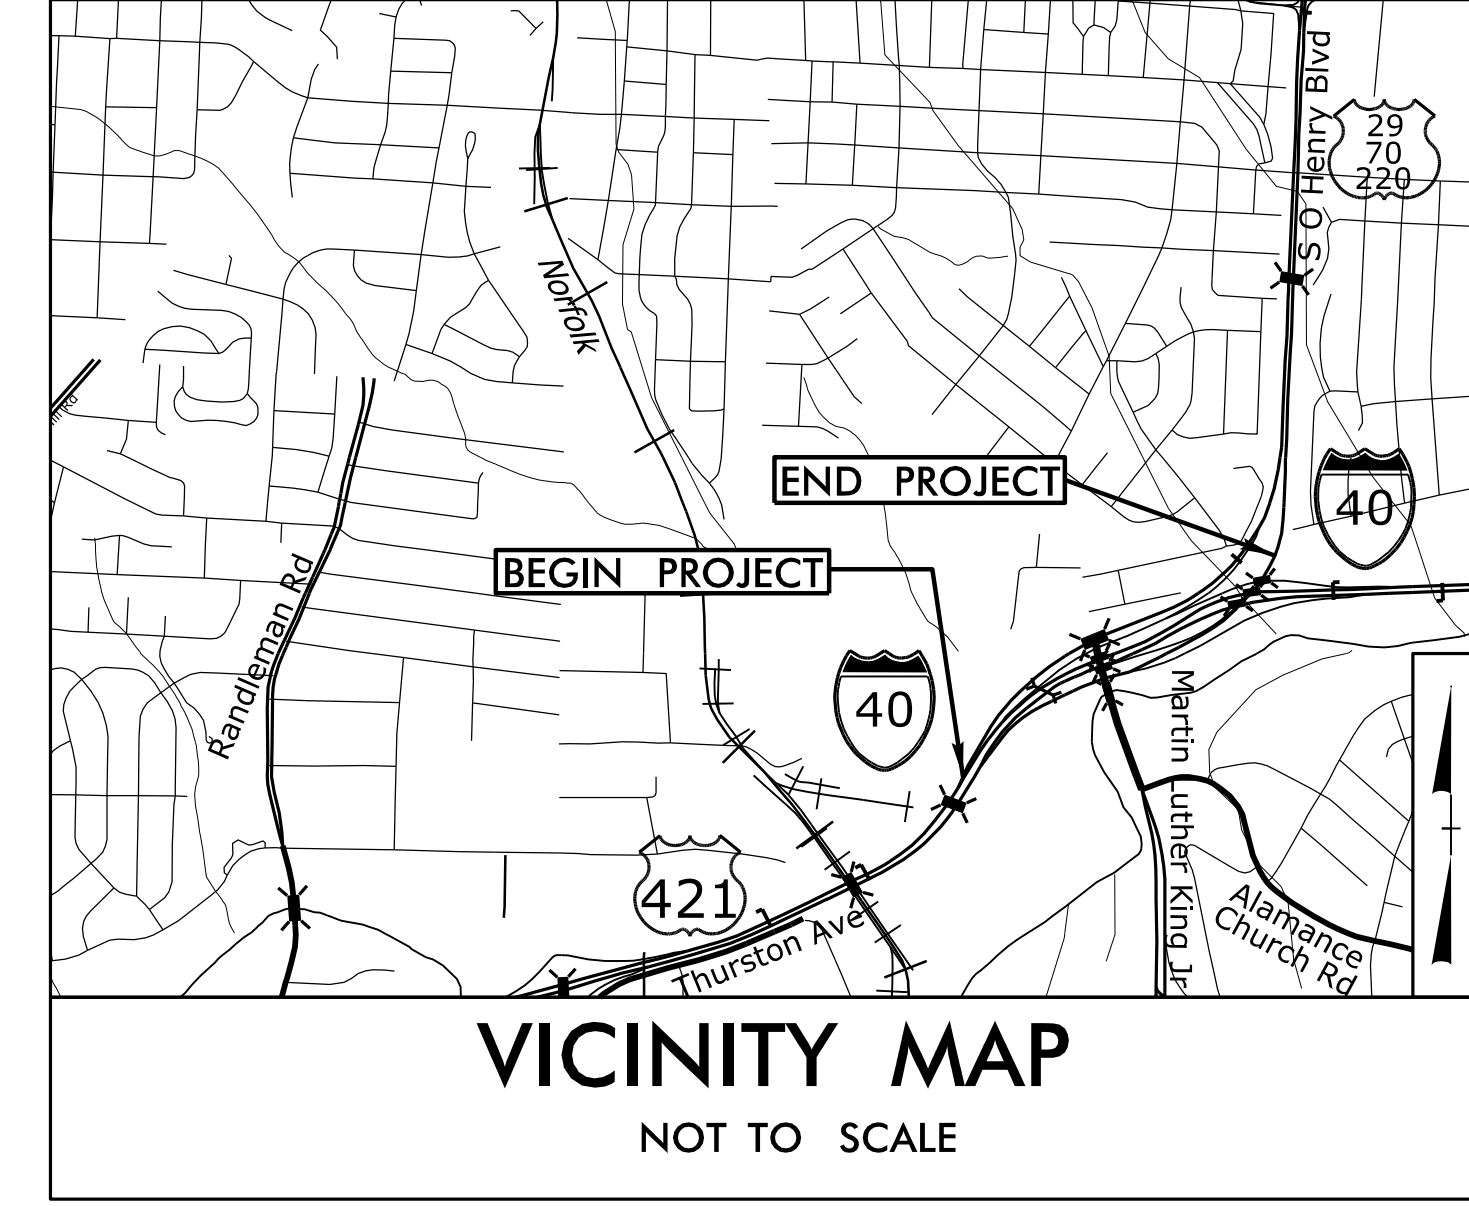 S O Henry Blvd
29
70
220
Norfolk
END PROJECT
40
BEGIN PROJECT
Randleman Rd
40
Martin Luther King Jr
421
Thurston Ave
Alamance
Church Rd
VICINITY MAP
NOT TO SCALE